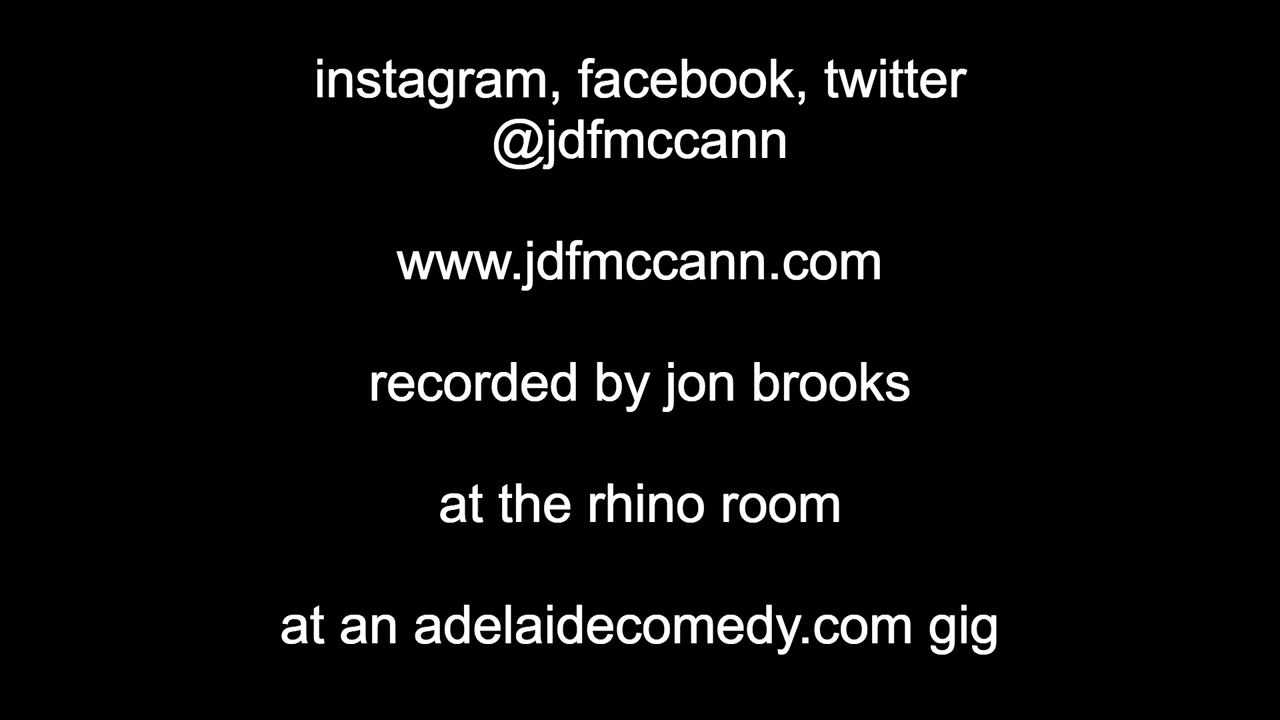 instagram, facebook, twitter
@jdfmccann
www.jdfmccann.com
recorded by jon brooks
at the rhino room
at an adelaidecomedy.com gig